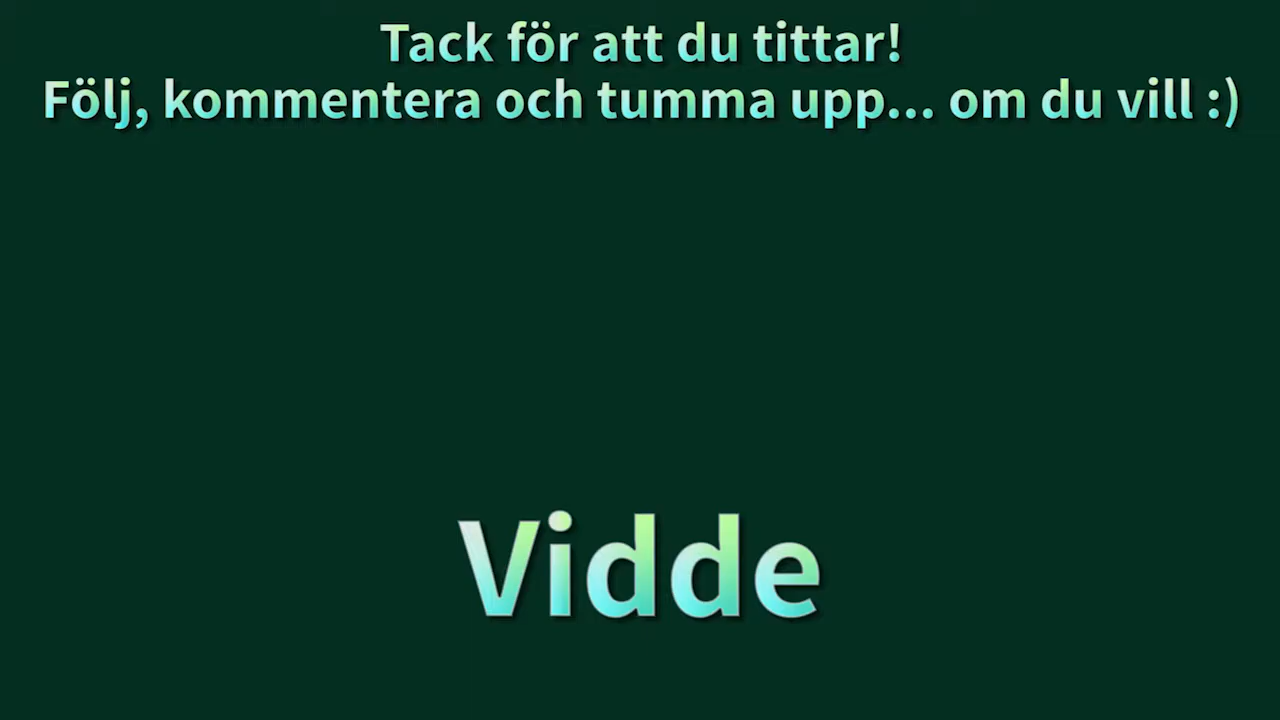 Tack för att du tittar!
Följ, kommentera och tumma upp... om du vill :)
Vidde